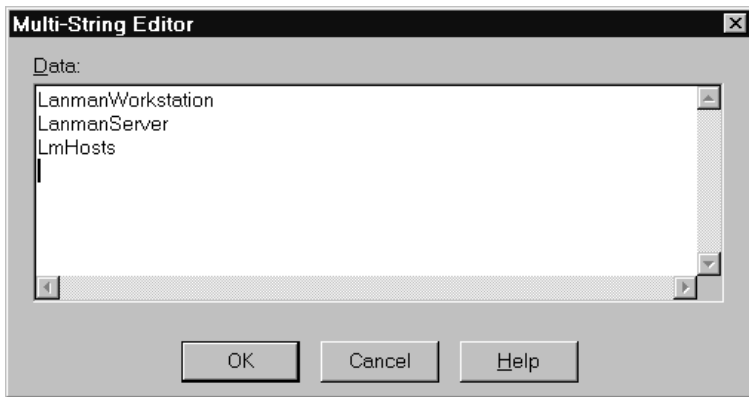 Multi-String Editor
Data:
LanmanWorkstation
LanmanServer
LmHosts
OK Cancel Help